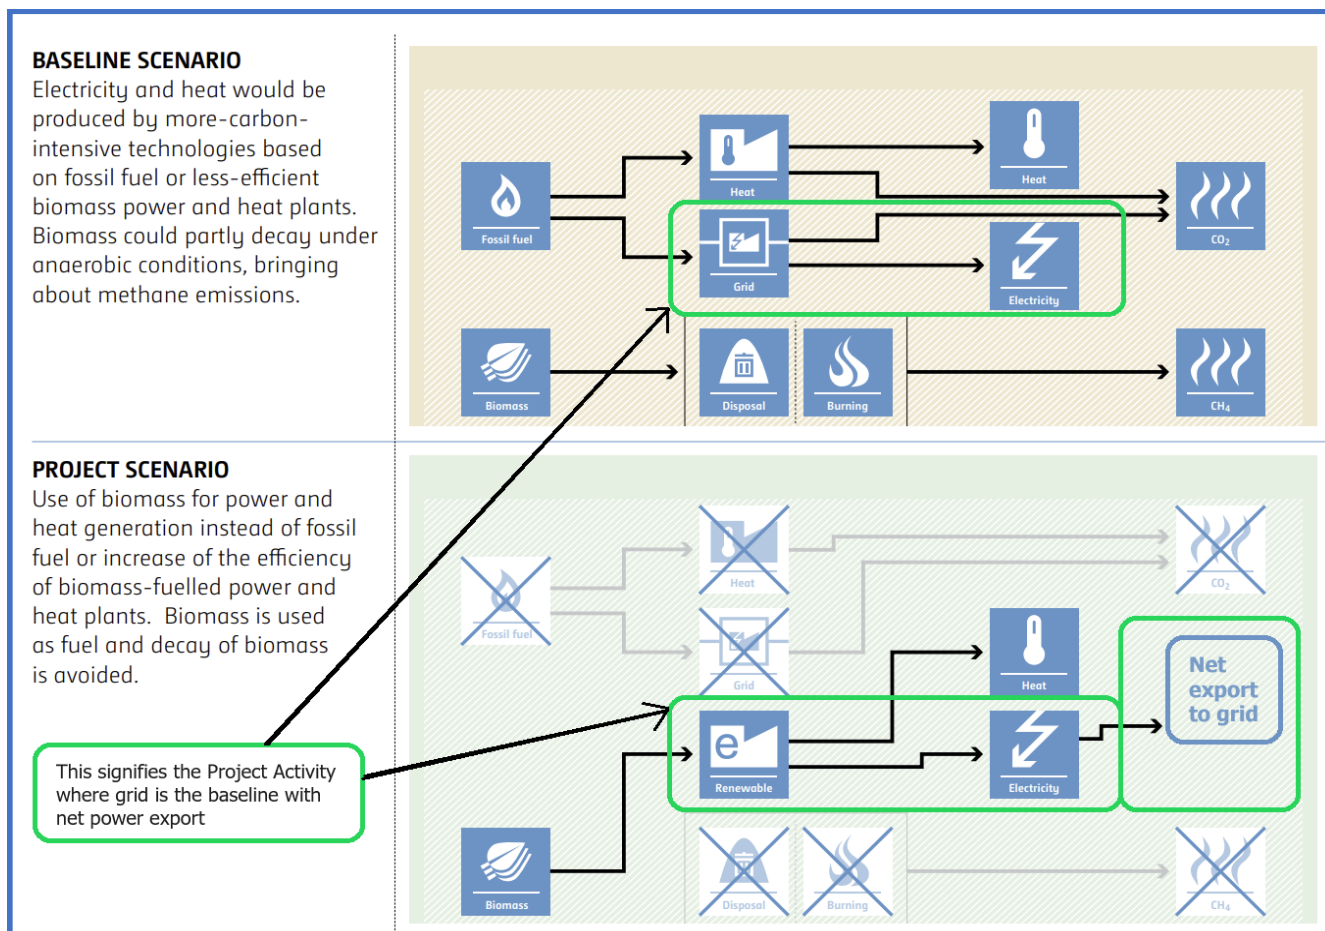 BASELINE SCENARIO
Electricity and heat would be
produced by more-carbon-
intensive technologies based
on fossil fuel or less-efficient
biomass power and heat plants.
Biomass could partly decay under
anaerobic conditions, bringing
about methane emissions.
Fossil fuel
Heat
Heat
Grid
Electricity
CO₂
Biomass
Disposal
Burning
CH₄
PROJECT SCENARIO
Use of biomass for power and
heat generation instead of fossil
fuel or increase of the efficiency
of biomass-fuelled power and
heat plants.  Biomass is used
as fuel and decay of biomass
is avoided.
This signifies the Project Activity
where grid is the baseline with
net power export
Fossil fuel
Heat
Grid
CO₂
Heat
e
Renewable
Electricity
Net
export
to grid
Biomass
Disposal
Burning
CH₄